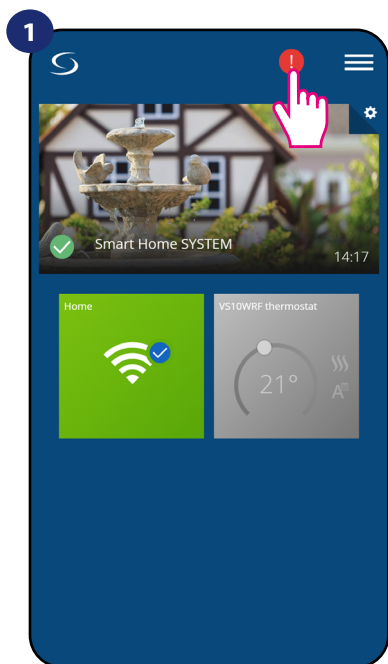 1
!
Smart Home SYSTEM
14:17
Home
VS10WRF thermostat
21°
A